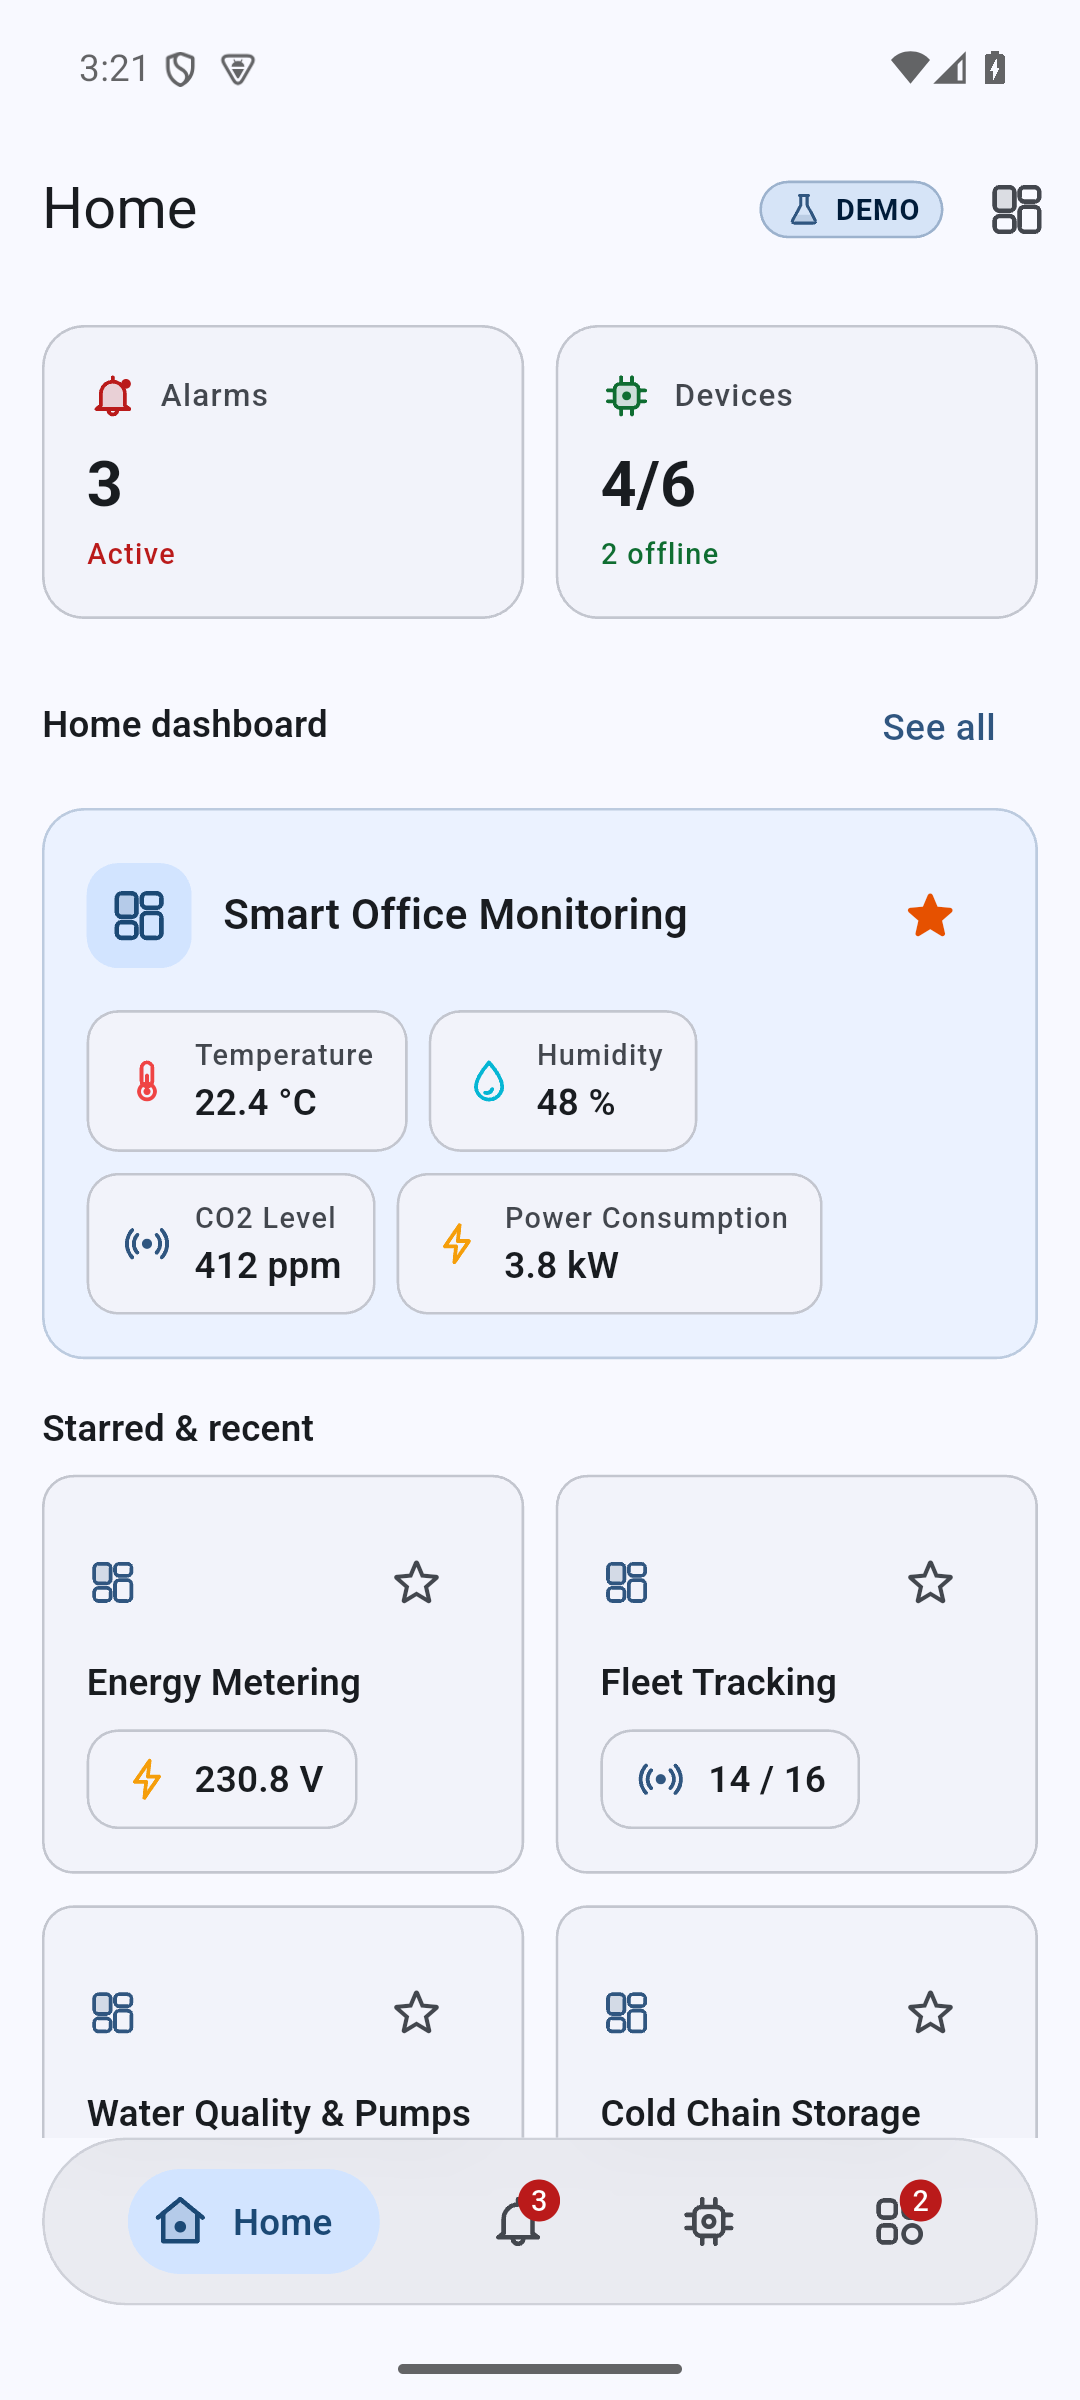 3:21
Home
DEMO
Alarms
3
Active
Devices
4/6
2 offline
Home dashboard
See all
Smart Office Monitoring
Temperature
22.4 °C
Humidity
48 %
CO2 Level
412 ppm
Power Consumption
3.8 kW
Starred & recent
Energy Metering
230.8 V
Fleet Tracking
14 / 16
Water Quality & Pumps
Cold Chain Storage
Home
3
2